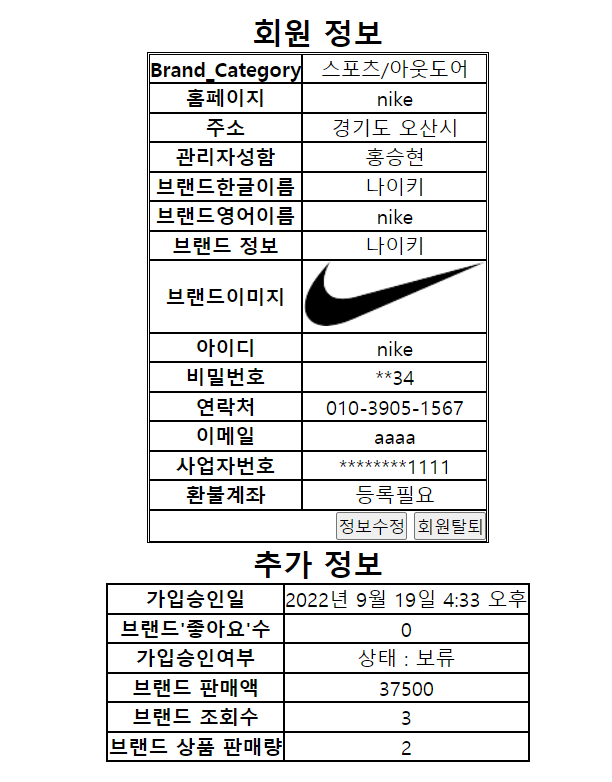 회원 정보
Brand_Category 스포츠/아웃도어
홈페이지 nike
주소 경기도 오산시
관리자성함 홍승현
브랜드한글이름 나이키
브랜드영어이름 nike
브랜드 정보 나이키
브랜드이미지
아이디 nike
비밀번호 **34
연락처 010-3905-1567
이메일 aaaa
사업자번호 ********1111
환불계좌 등록필요
정보수정 회원탈퇴
추가 정보
가입승인일 2022년 9월 19일 4:33 오후
브랜드'좋아요'수 0
가입승인여부 상태 : 보류
브랜드 판매액 37500
브랜드 조회수 3
브랜드 상품 판매량 2